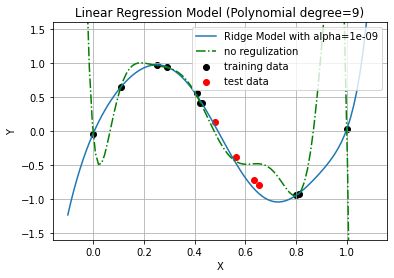 Linear Regression Model (Polynomial degree=9)
Ridge Model with alpha=1e-09
no regulization
training data
test data
1.5
1.0
0.5
0.0
-0.5
-1.0
-1.5
Y
0.0 0.2 0.4 0.6 0.8 1.0
X